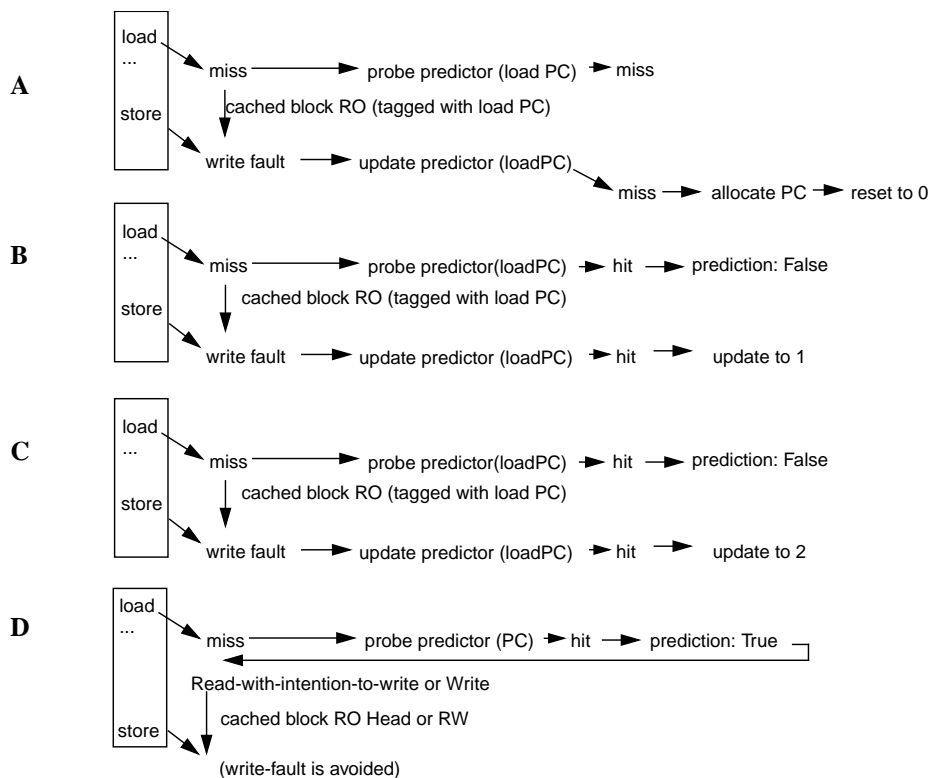 load
...
A
miss
probe predictor (load PC)
miss
store
cached block RO (tagged with load PC)
write fault
update predictor (loadPC)
miss
allocate PC
reset to 0
load
...
B
miss
probe predictor(loadPC)
hit
prediction: False
store
cached block RO (tagged with load PC)
write fault
update predictor (loadPC)
hit
update to 1
load
...
C
miss
probe predictor(loadPC)
hit
prediction: False
store
cached block RO (tagged with load PC)
write fault
update predictor (loadPC)
hit
update to 2
load
...
D
miss
probe predictor (PC)
hit
prediction: True
Read-with-intention-to-write or Write
cached block RO Head or RW
store
(write-fault is avoided)